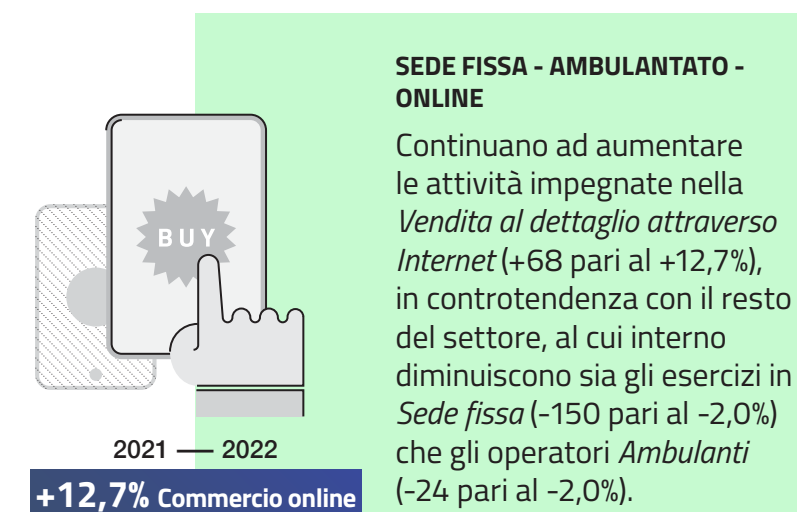 BUY
2021 — 2022
+12,7% Commercio online
SEDE FISSA - AMBULANTATO -
ONLINE
Continuano ad aumentare
le attività impegnate nella
Vendita al dettaglio attraverso
Internet (+68 pari al +12,7%),
in controtendenza con il resto
del settore, al cui interno
diminuiscono sia gli esercizi in
Sede fissa (-150 pari al -2,0%)
che gli operatori Ambulanti
(-24 pari al -2,0%).